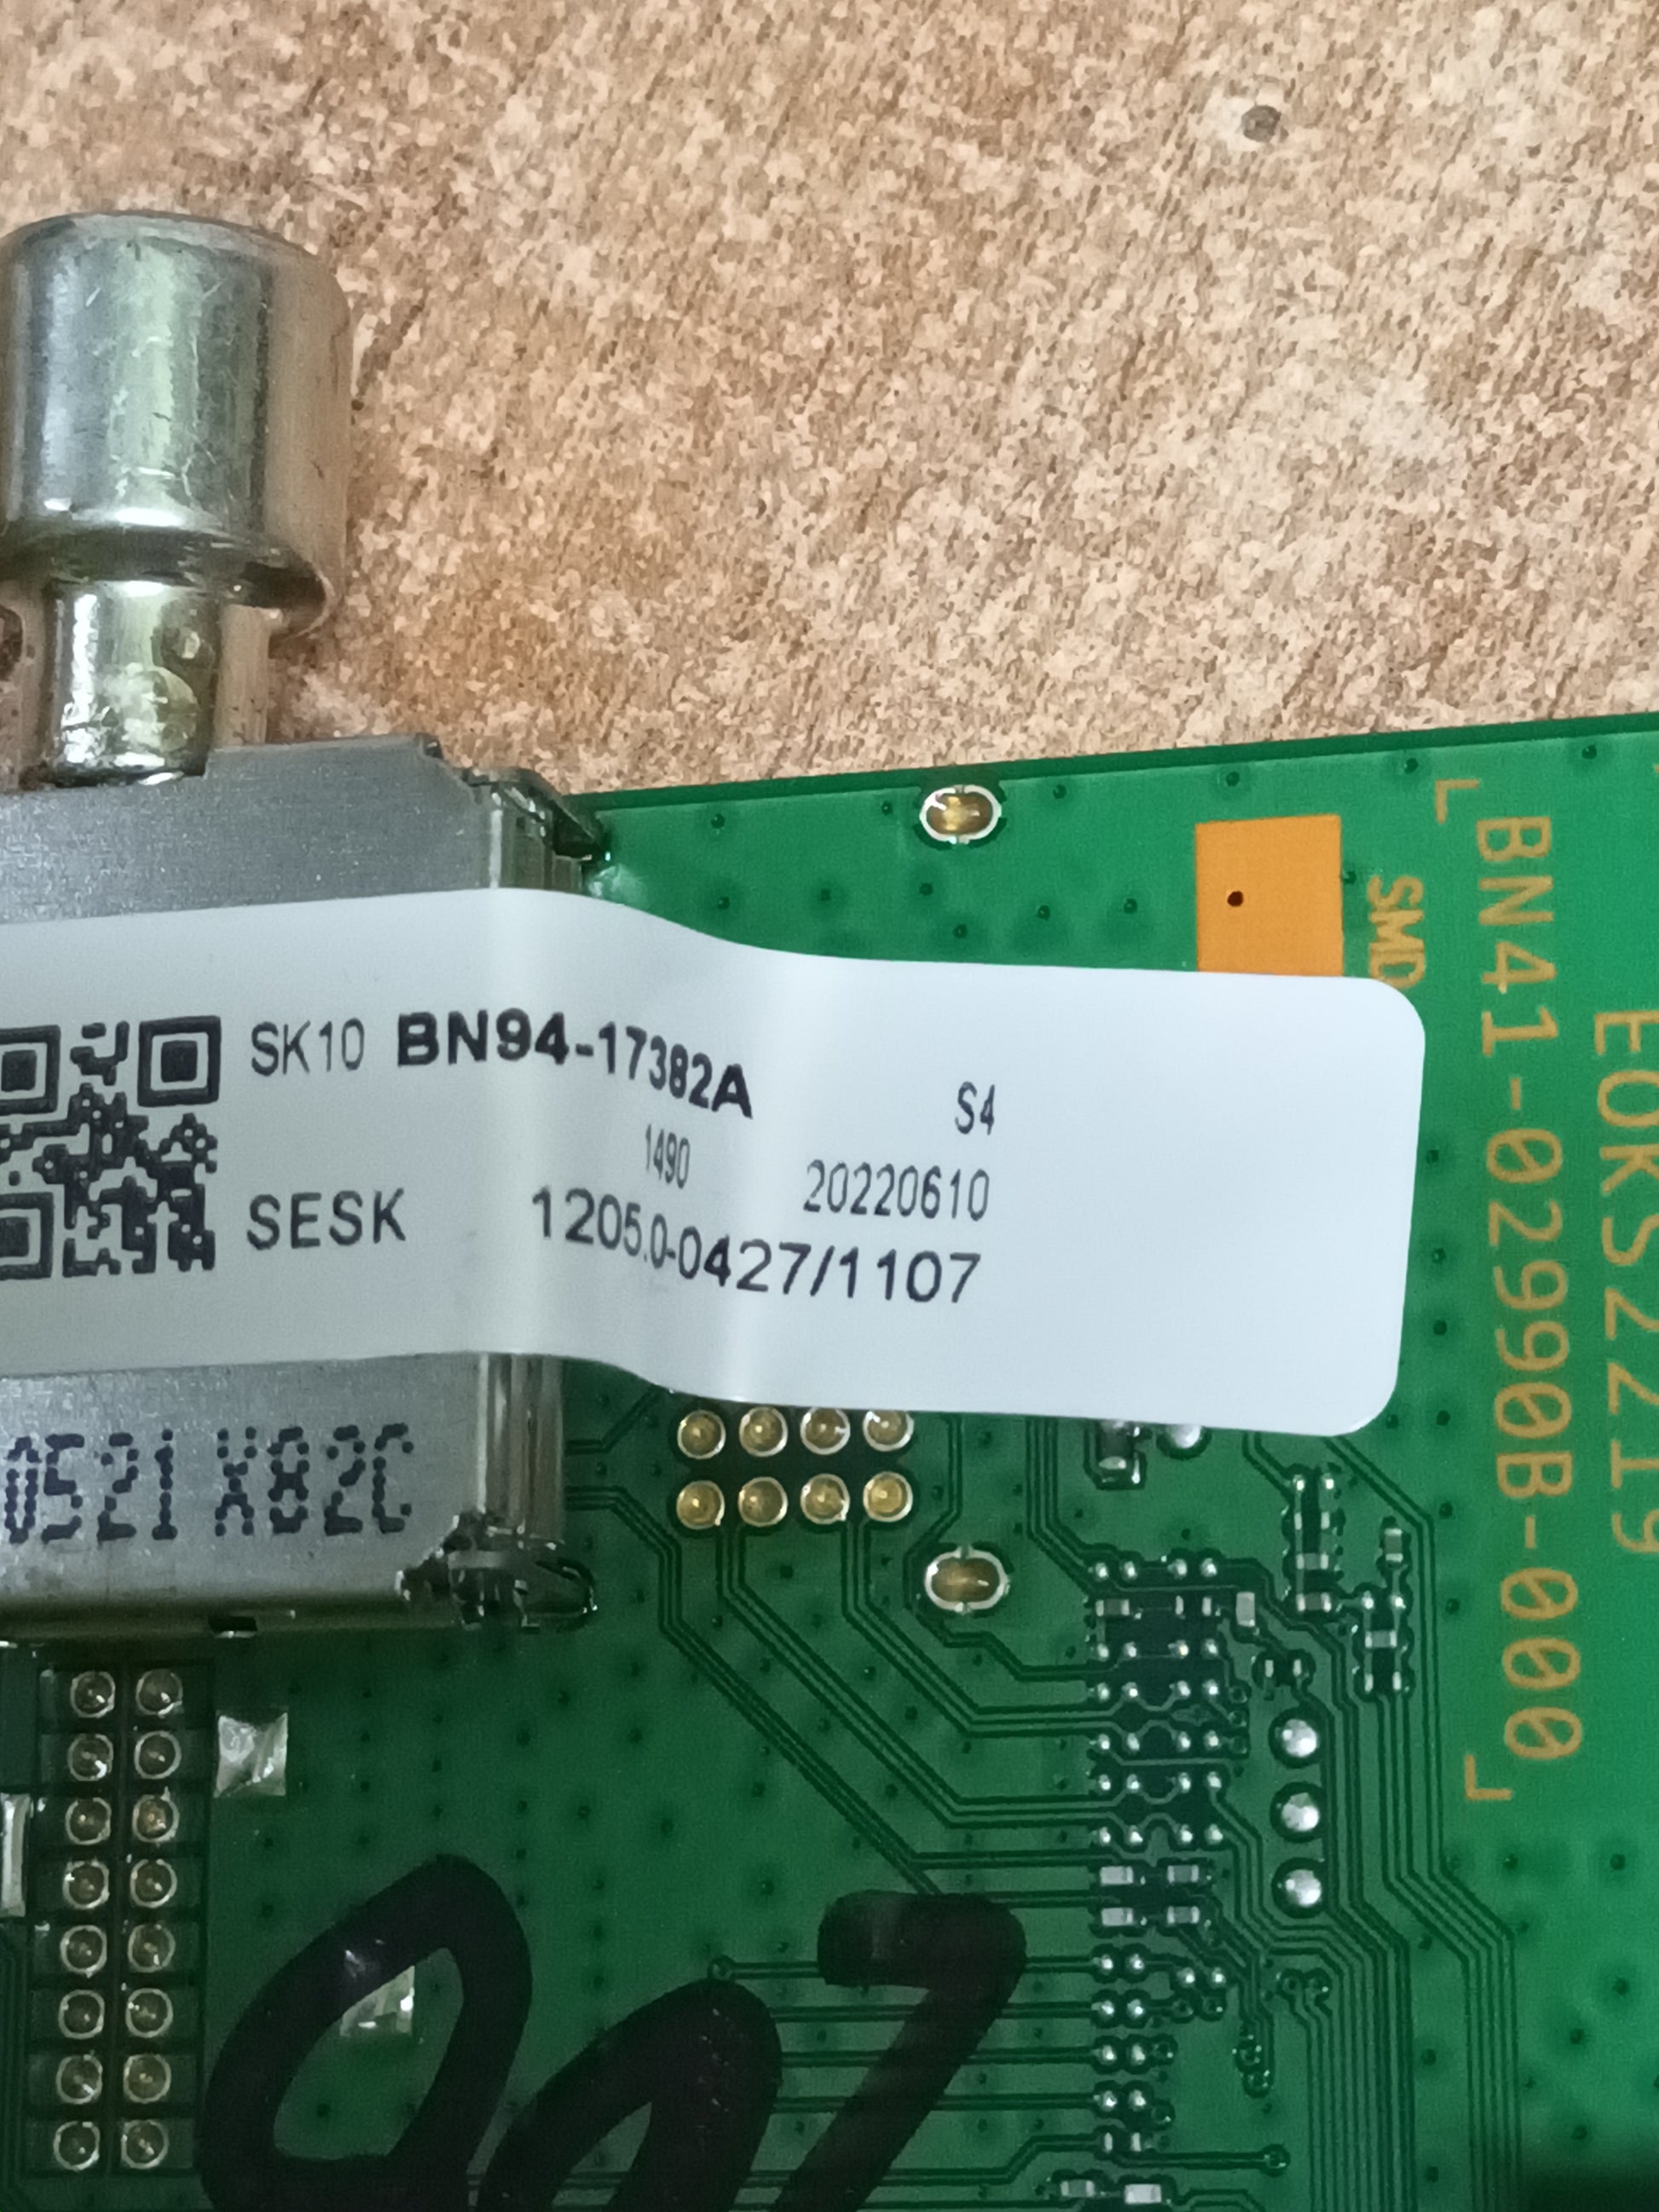 SK10 BN94-17382A S4
1490 20220610
SESK 1205.0-0427/1107
0521 X82C
SMD
BN41-02990B-000
EOKS2219